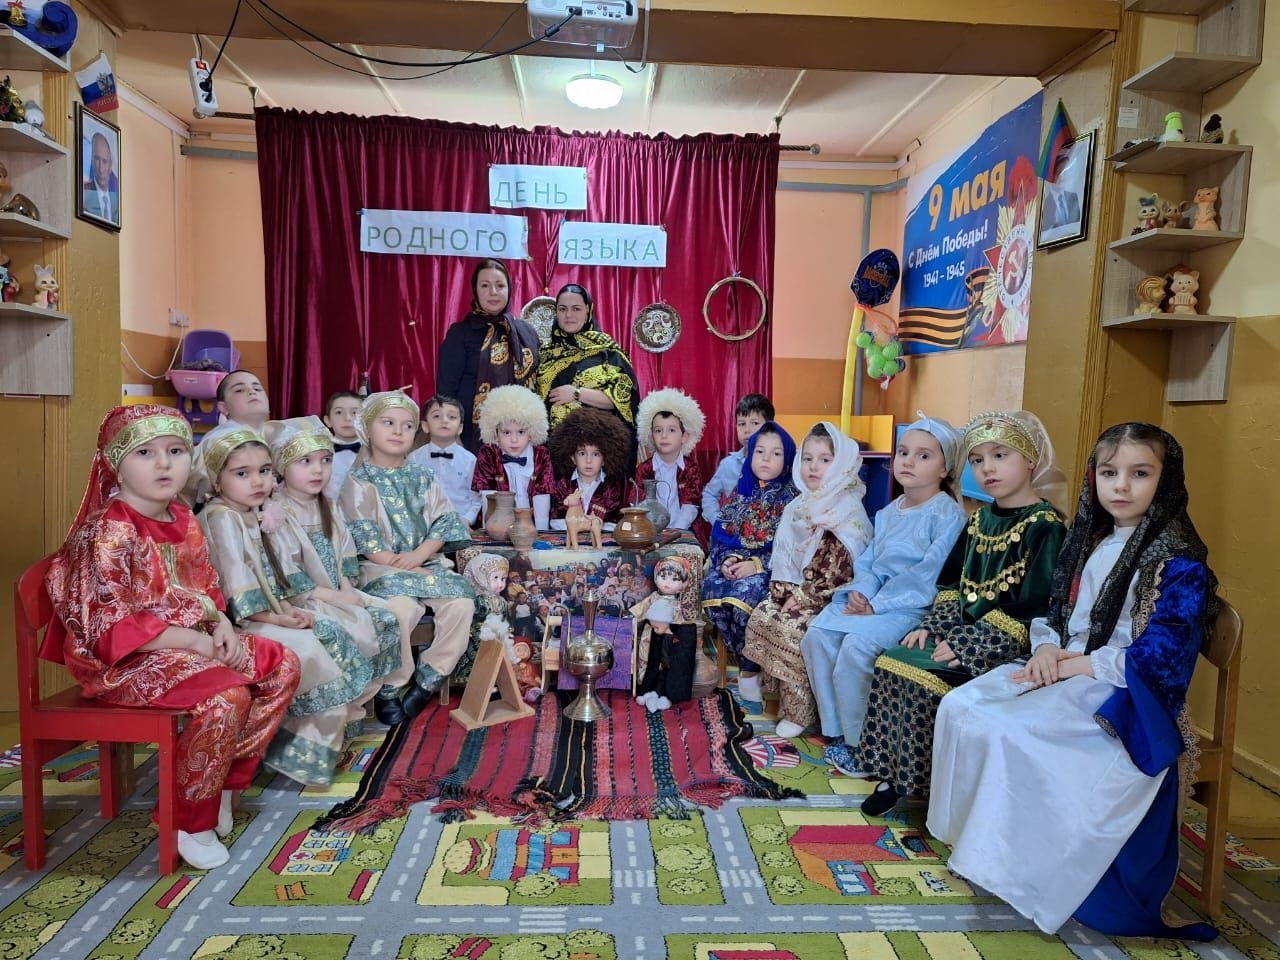 ДЕНЬ
РОДНОГО
ЯЗЫКА
9 мая
С Днём Победы!
1941 - 1945